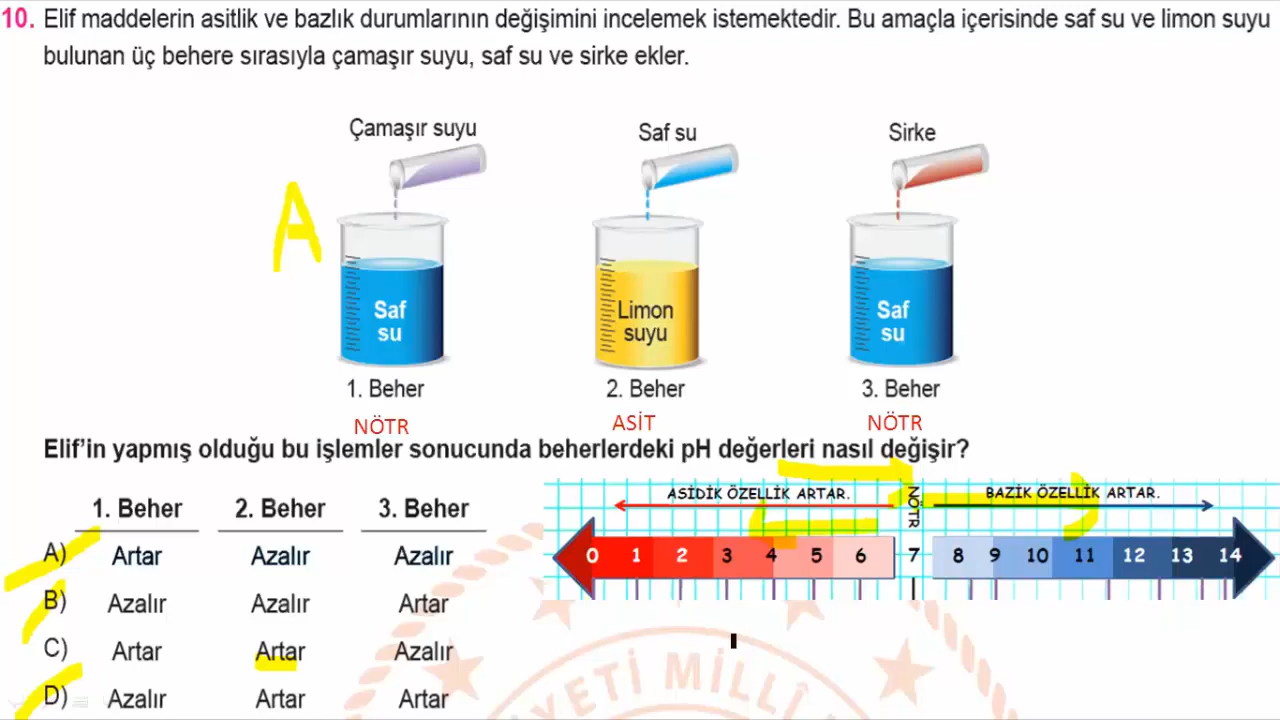 10. Elif maddelerin asitlik ve bazlık durumlarının değişimini incelemek istemektedir. Bu amaçla içerisinde saf su ve limon suyu
bulunan üç behere sırasıyla çamaşır suyu, saf su ve sirke ekler.
Çamaşır suyu Saf su Sirke
A
Saf su
Limon suyu
Saf su
1. Beher 2. Beher 3. Beher
NÖTR ASİT NÖTR
Elif’in yapmış olduğu bu işlemler sonucunda beherlerdeki pH değerleri nasıl değişir?
1. Beher 2. Beher 3. Beher
A) Artar Azalır Azalır
B) Azalır Azalır Artar
C) Artar Artar Azalır
D) Azalır Artar Artar
ASİDİK ÖZELLİK ARTAR. NÖTR BAZİK ÖZELLİK ARTAR.
0 1 2 3 4 5 6 7 8 9 10 11 12 13 14
YETİ MİLLÎ